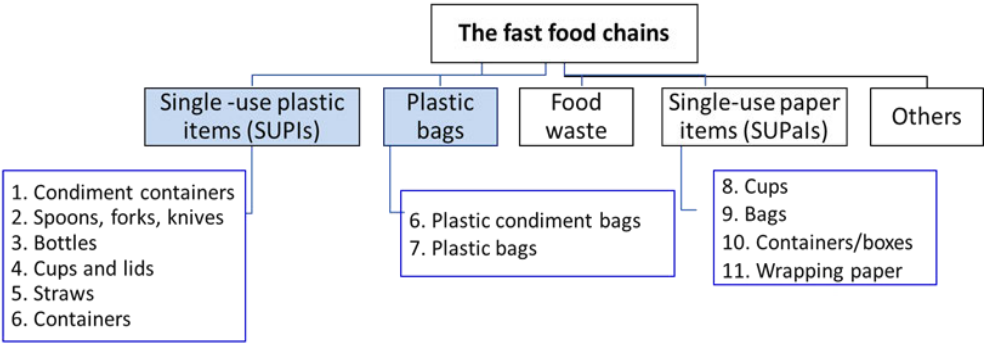 The fast food chains
Single -use plastic
items (SUPIs)
Plastic
bags
Food
waste
Single-use paper
items (SUPaIs)
Others
1. Condiment containers
2. Spoons, forks, knives
3. Bottles
4. Cups and lids
5. Straws
6. Containers
6. Plastic condiment bags
7. Plastic bags
8. Cups
9. Bags
10. Containers/boxes
11. Wrapping paper